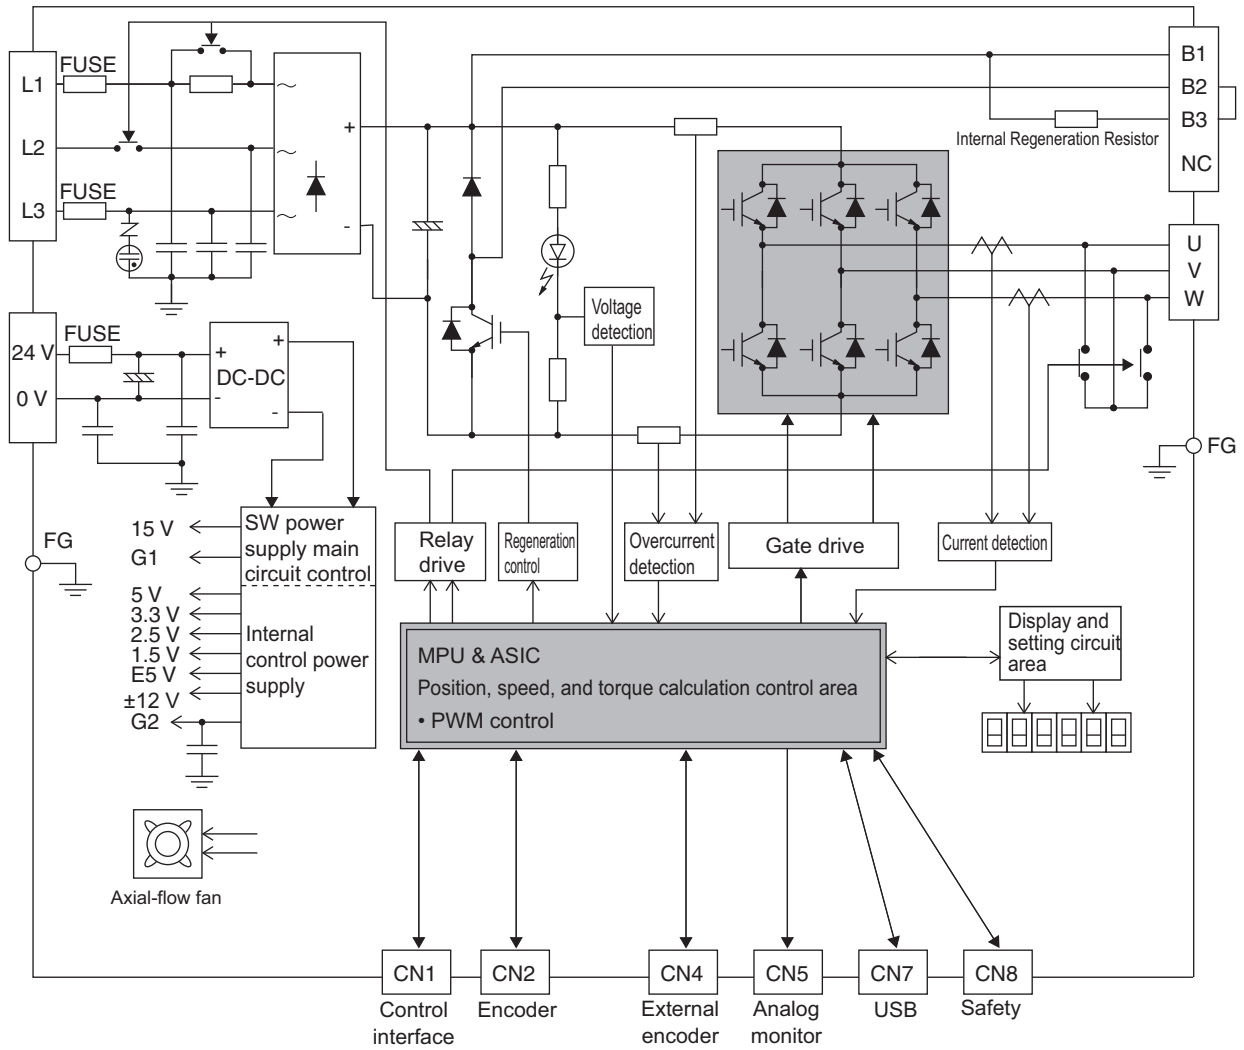 FUSE
L1
L2
FUSE
L3
+
-
B1
B2
B3
Internal Regeneration Resistor
NC
U
V
W
Voltage
detection
FUSE
24 V
0 V
+
-
DC-DC
+
-
FG
FG
15 V
G1
5 V
3.3 V
2.5 V
1.5 V
E5 V
±12 V
G2
SW power
supply main
circuit control
Internal
control power
supply
Relay
drive
Regeneration
control
Overcurrent
detection
Gate drive
Current detection
MPU & ASIC
Position, speed, and torque calculation control area
• PWM control
Display and
setting circuit
area
Axial-flow fan
CN1
Control
interface
CN2
Encoder
CN4
External
encoder
CN5
Analog
monitor
CN7
USB
CN8
Safety